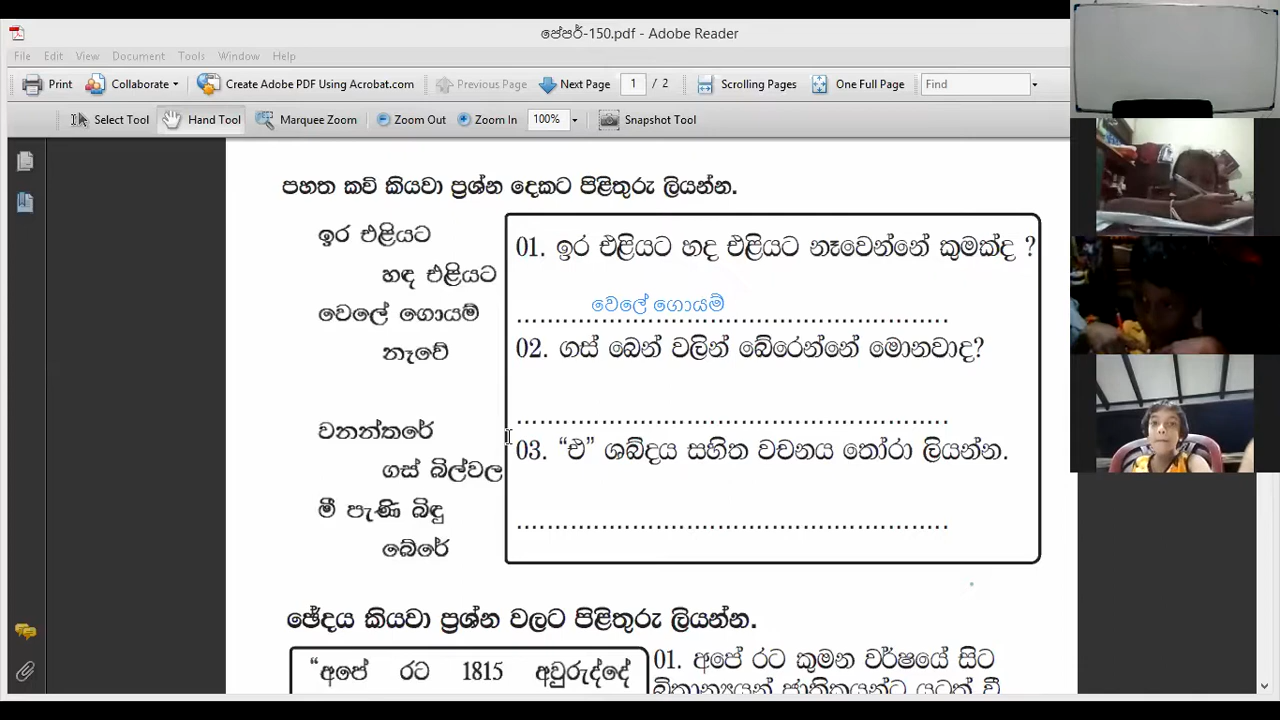 පේපර්-150.pdf - Adobe Reader
File Edit View Document Tools Window Help
Print Collaborate Create Adobe PDF Using Acrobat.com Previous Page Next Page 1 / 2 Scrolling Pages One Full Page Find
Select Tool Hand Tool Marquee Zoom Zoom Out Zoom In 100% Snapshot Tool
පහත කවි කියවා ප්‍රශ්න දෙකට පිළිතුරු ලියන්න.
ඉර එළියට
හඳ එළියට
වෙලේ ගොයම්
නෑවේ
වනන්තරේ
ගස් බිල්වල
මී පැණි බිඳු
බේරේ
01. ඉර එළියට හද එළියට නෑවෙන්නේ කුමක්ද ?
වෙලේ ගොයම්
02. ගස් බෙන් වලින් බේරෙන්නේ මොනවාද?
03. “එ” ශබ්දය සහිත වචනය තෝරා ලියන්න.
ඡේදය කියවා ප්‍රශ්න වලට පිළිතුරු ලියන්න.
“අපේ රට 1815 අවුරුද්දේ
01. අපේ රට කුමන වර්ෂයේ සිට
බ්‍රිතාන්‍යයන් ජාතිකයන්ට යටත් වී